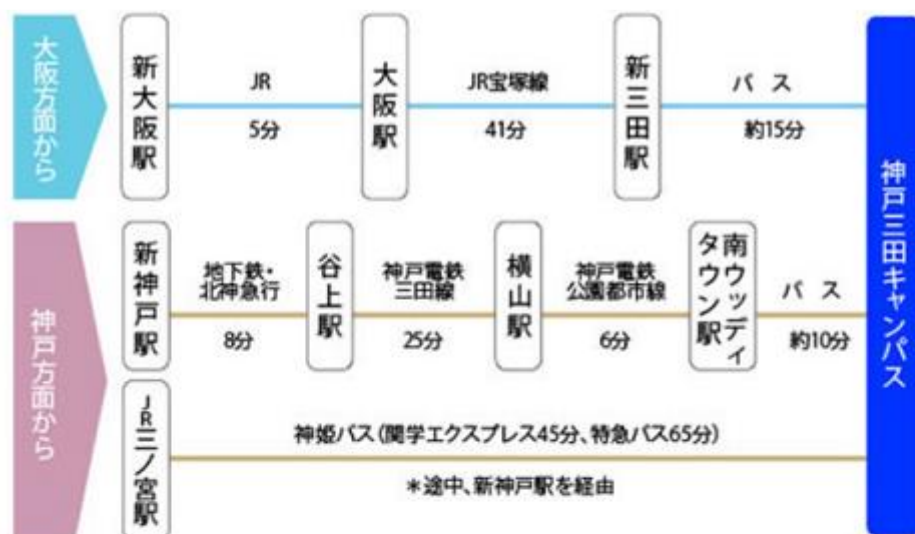 大阪方面から
新大阪駅
JR
5分
大阪駅
JR宝塚線
41分
新三田駅
バス
約15分
神戸三田キャンパス
神戸方面から
新神戸駅
地下鉄・
北神急行
8分
谷上駅
神戸電鉄
三田線
25分
横山駅
神戸電鉄
公園都市線
6分
南ウッディ
タウン駅
バス
約10分
JR三ノ宮駅
神姫バス(関学エクスプレス45分、特急バス65分)
*途中、新神戸駅を経由